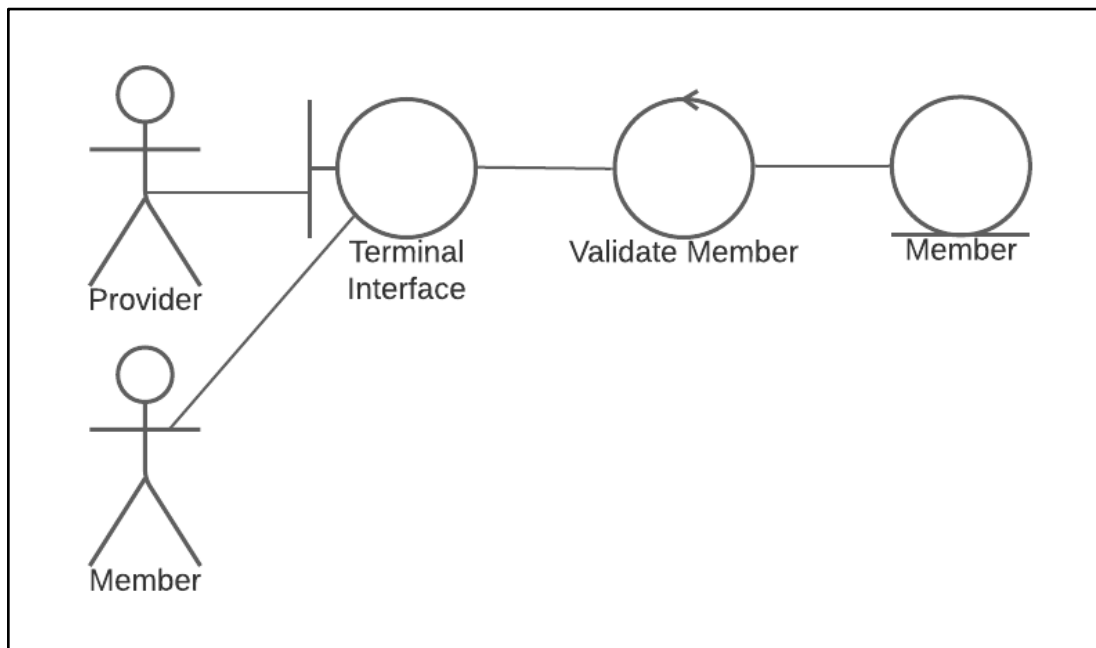 Provider
Terminal
Interface
Validate Member
Member
Member